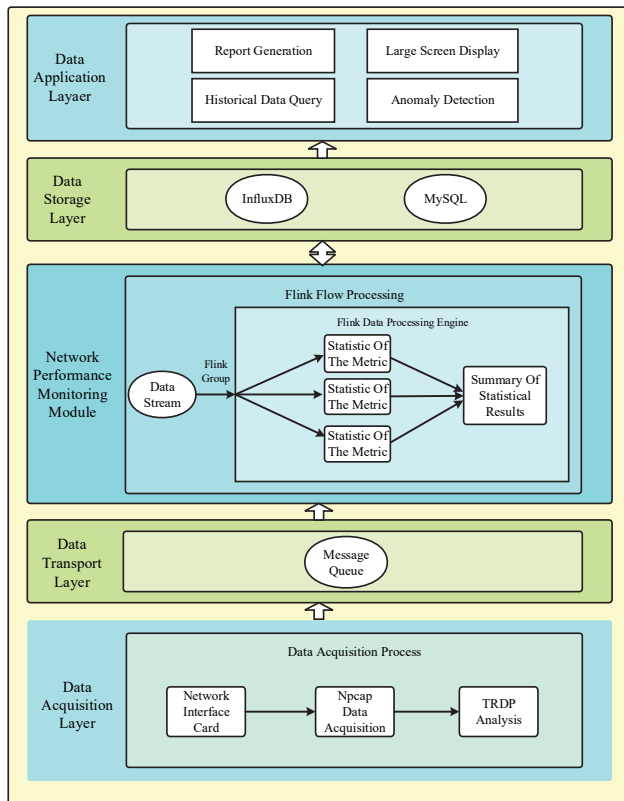 Data
Application
Layaer
Report Generation
Large Screen Display
Historical Data Query
Anomaly Detection
Data
Storage
Layer
InfluxDB
MySQL
Network
Performance
Monitoring
Module
Flink Flow Processing
Flink Data Processing Engine
Data
Stream
Flink
Group
Statistic Of
The Metric
Statistic Of
The Metric
Statistic Of
The Metric
Summary Of
Statistical
Results
Data
Transport
Layer
Message
Queue
Data
Acquisition
Layer
Data Acquisition Process
Network
Interface
Card
Npcap
Data
Acquisition
TRDP
Analysis